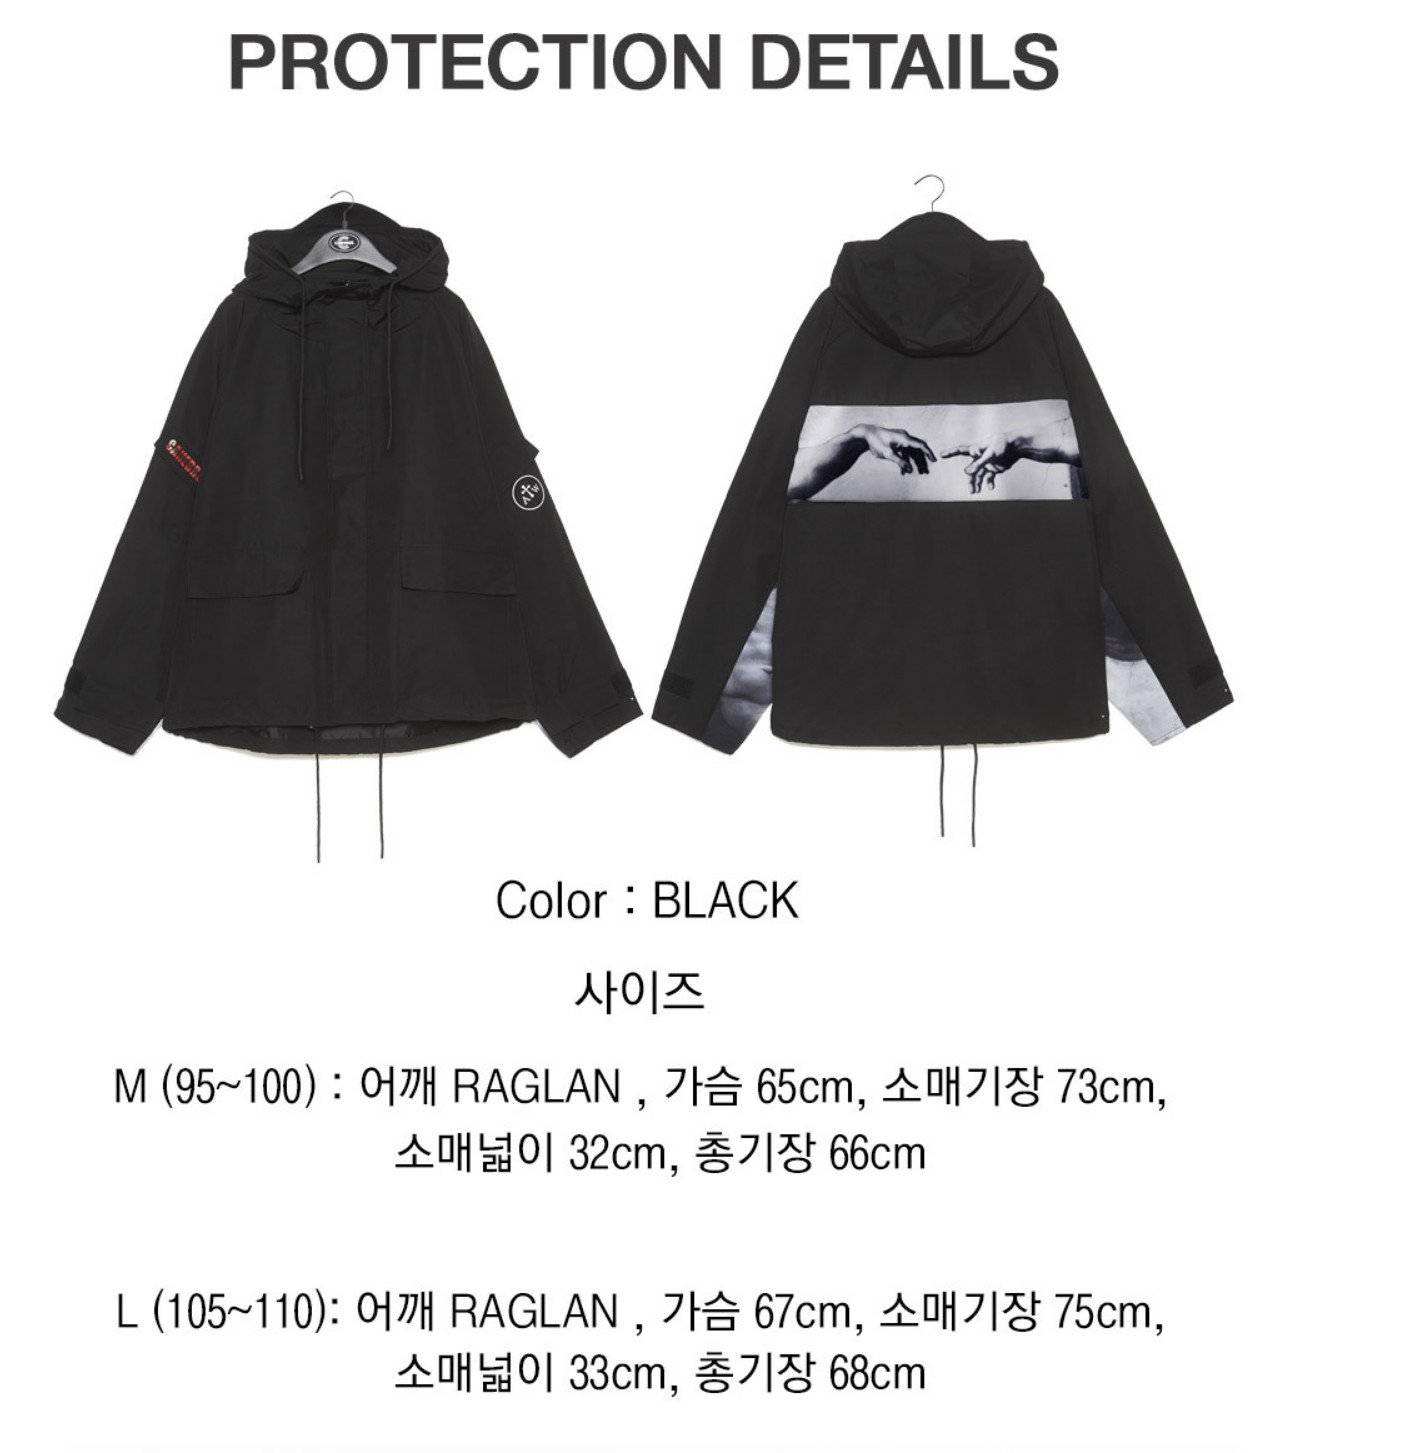 PROTECTION DETAILS
Color : BLACK
사이즈
M (95~100) : 어깨 RAGLAN , 가슴 65cm, 소매기장 73cm,
소매넓이 32cm, 총기장 66cm
L (105~110): 어깨 RAGLAN , 가슴 67cm, 소매기장 75cm,
소매넓이 33cm, 총기장 68cm